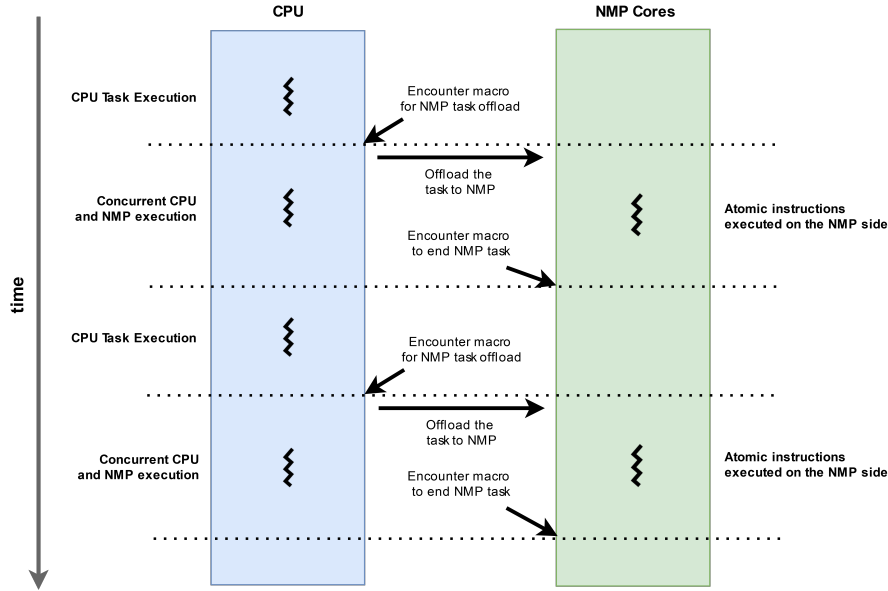 CPU
NMP Cores
CPU Task Execution
Encounter macro
for NMP task offload
Offload the
task to NMP
Concurrent CPU
and NMP execution
Atomic instructions
executed on the NMP side
Encounter macro
to end NMP task
time
CPU Task Execution
Encounter macro
for NMP task offload
Offload the
task to NMP
Concurrent CPU
and NMP execution
Atomic instructions
executed on the NMP side
Encounter macro
to end NMP task